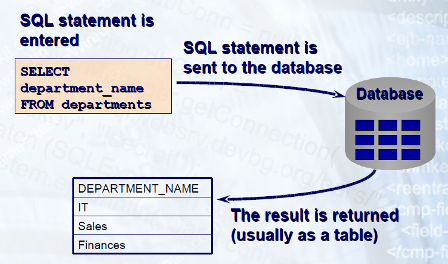 SQL statement is
entered
SQL statement is
sent to the database
SELECT
department_name
FROM departments
Database
DEPARTMENT_NAME
IT
Sales
Finances
The result is returned
(usually as a table)